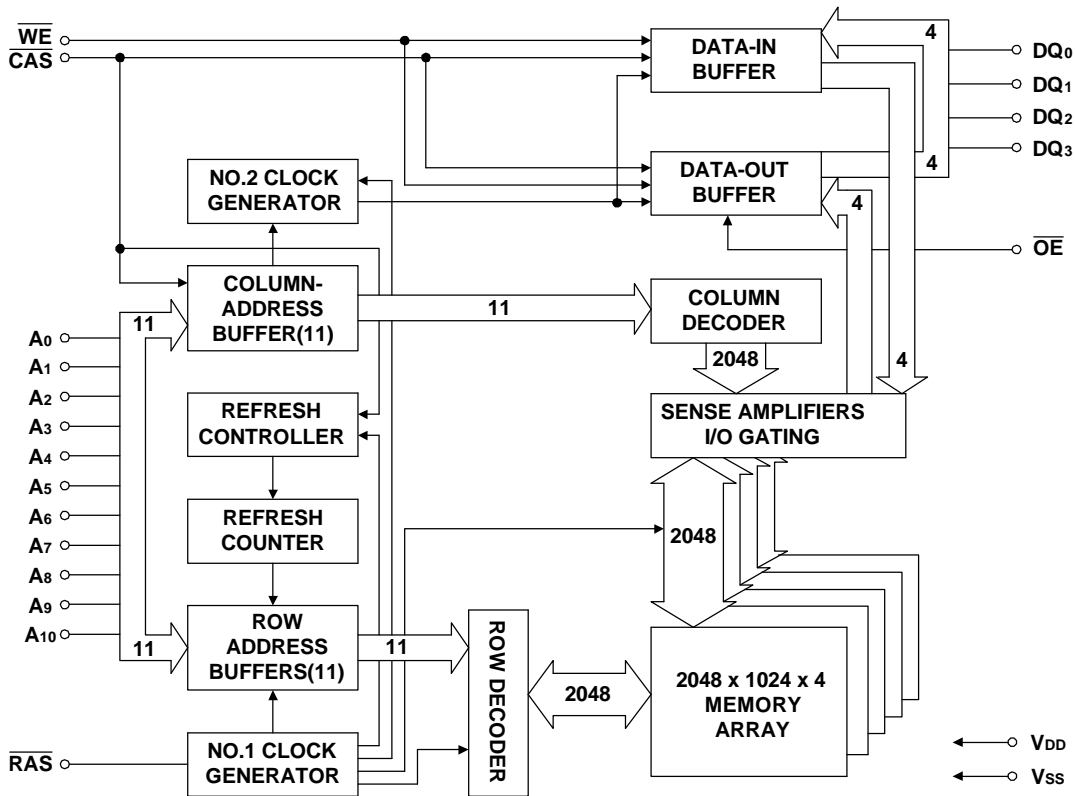 WE
CAS
DATA-IN
BUFFER
4
DQ0
DQ1
DQ2
DQ3
NO.2 CLOCK
GENERATOR
DATA-OUT
BUFFER
4
4
OE
COLUMN-
ADDRESS
BUFFER(11)
11
11
COLUMN
DECODER
2048
4
A0
A1
A2
A3
A4
A5
A6
A7
A8
A9
A10
REFRESH
CONTROLLER
SENSE AMPLIFIERS
I/O GATING
REFRESH
COUNTER
2048
ROW
ADDRESS
BUFFERS(11)
11
11
ROW DECODER
2048
2048 x 1024 x 4
MEMORY
ARRAY
RAS
NO.1 CLOCK
GENERATOR
VDD
VSS